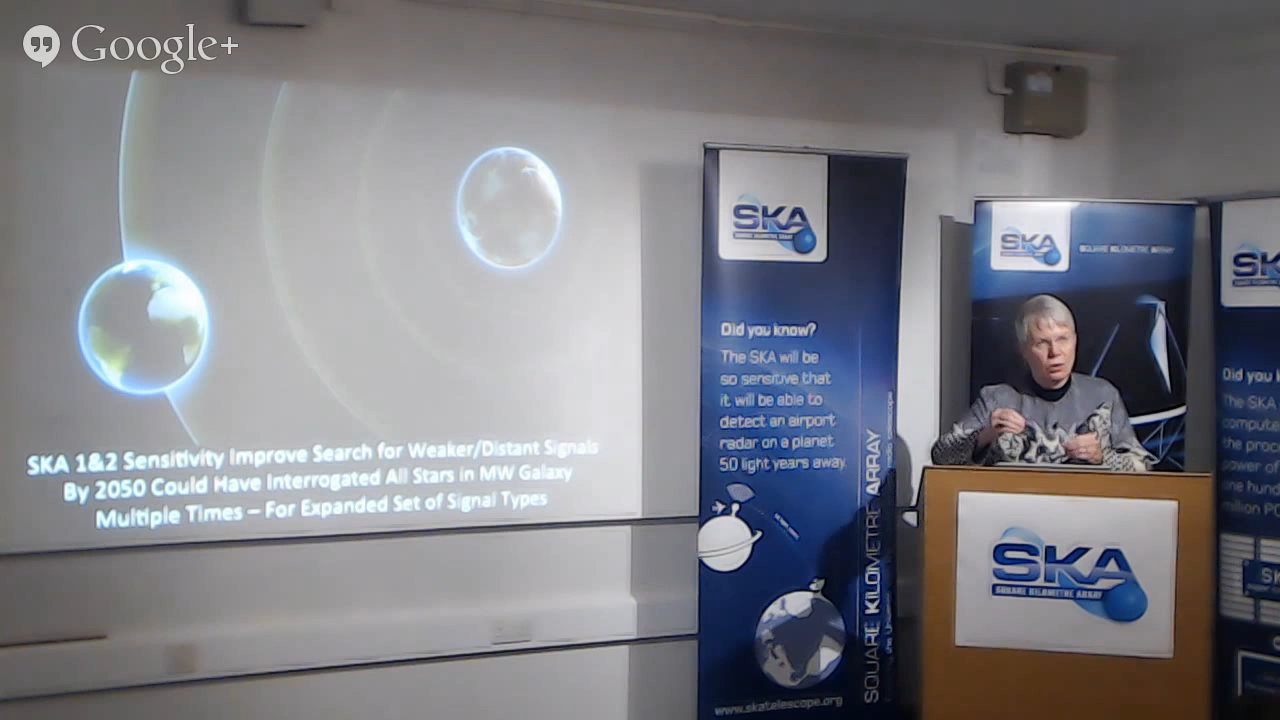 Google+
SKA 1&2 Sensitivity Improve Search for Weaker/Distant Signals
By 2050 Could Have Interrogated All Stars in MW Galaxy
Multiple Times – For Expanded Set of Signal Types
SKA
SQUARE KILOMETRE ARRAY
Did you know?
The SKA will be
so sensitive that
it will be able to
detect an airport
radar on a planet
50 light years away.
SQUARE KILOMETRE ARRAY
www.skatelescope.org
SKA
SQUARE KILOMETRE ARRAY
SKA
SQUARE KILOMETRE ARRAY
SKA
Did you
The SKA
the
power of
one
million